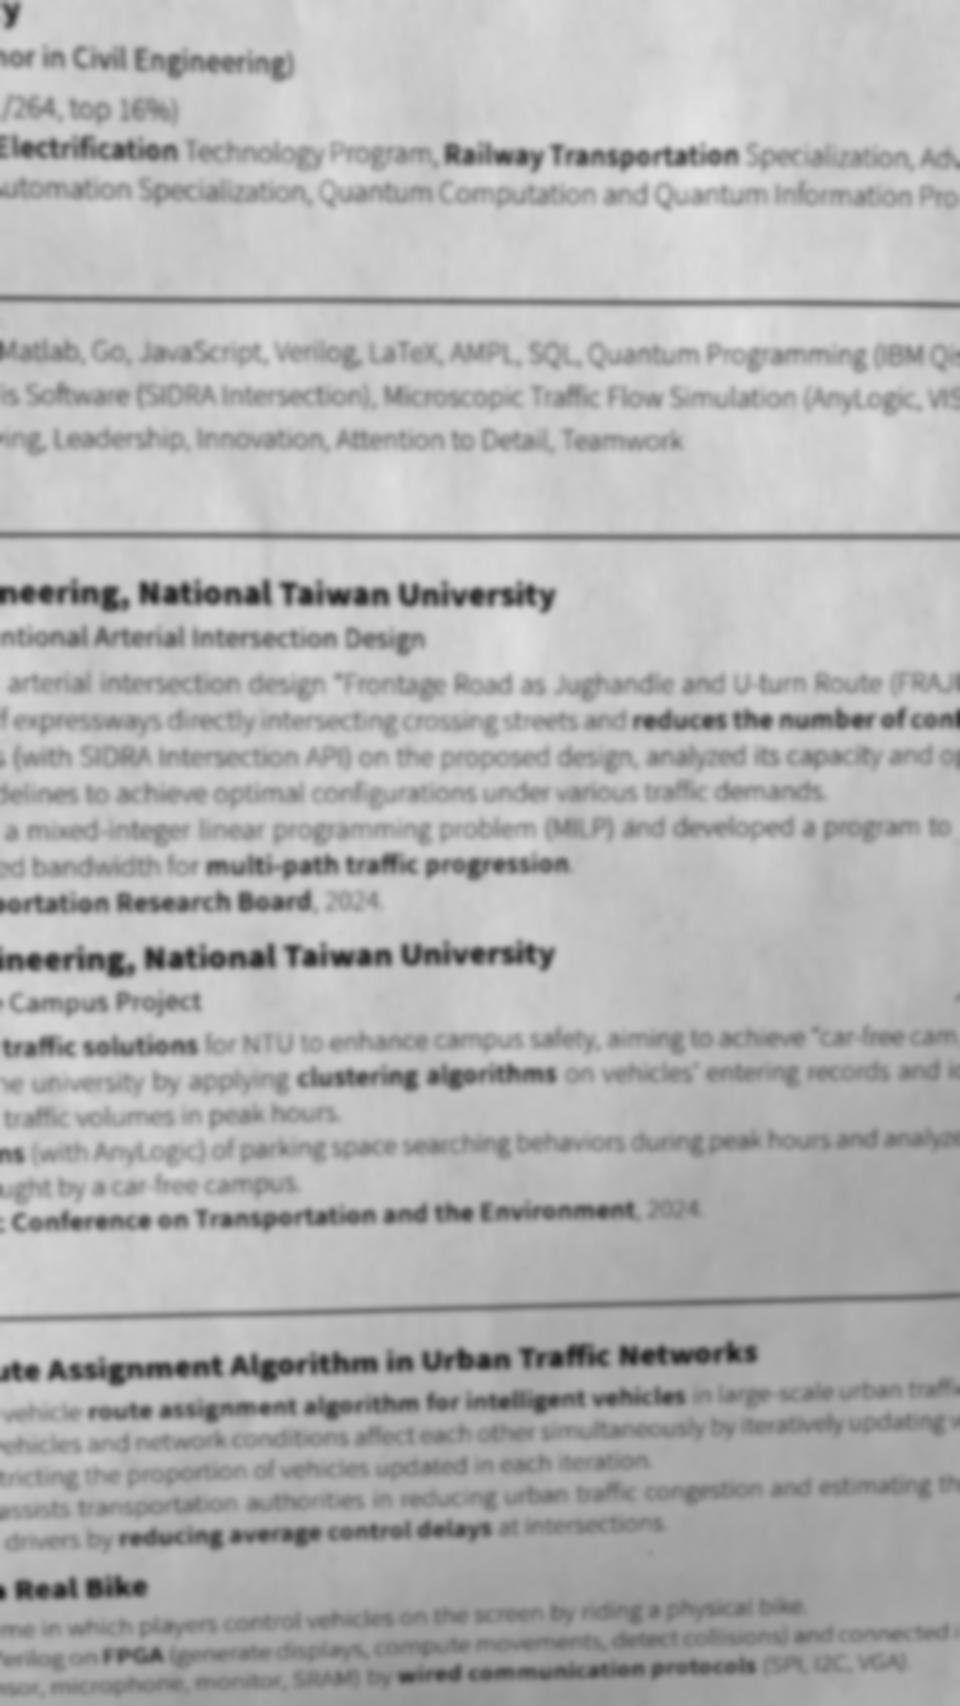 y
nor in Civil Engineering)
/264, top 16%)
Electrification Technology Program, Railway Transportation Specialization, Adv
utomation Specialization, Quantum Computation and Quantum Information Pro
Matlab, Go, JavaScript, Verilog, LaTeX, AMPL, SQL, Quantum Programming (IBM Qis
is Software (SIDRA Intersection), Microscopic Traffic Flow Simulation (AnyLogic, VIS
ing, Leadership, Innovation, Attention to Detail, Teamwork
neering, National Taiwan University
ntional Arterial Intersection Design
arterial intersection design "Frontage Road as Jughandle and U-turn Route (FRAJU
f expressways directly intersecting crossing streets and reduces the number of conf
s (with SIDRA Intersection API) on the proposed design, analyzed its capacity and op
delines to achieve optimal configurations under various traffic demands.
a mixed-integer linear programming problem (MILP) and developed a program to
ed bandwidth for multi-path traffic progression.
portation Research Board, 2024.
ineering, National Taiwan University
Campus Project
traffic solutions for NTU to enhance campus safety, aiming to achieve "car-free cam
he university by applying clustering algorithms on vehicles' entering records and id
traffic volumes in peak hours.
ns (with AnyLogic) of parking space searching behaviors during peak hours and analyze
ught by a car-free campus.
c Conference on Transportation and the Environment, 2024.
ute Assignment Algorithm in Urban Traffic Networks
-vehicle route assignment algorithm for intelligent vehicles in large-scale urban traffi
vehicles and network conditions affect each other simultaneously by iteratively updating v
tricting the proportion of vehicles updated in each iteration.
assists transportation authorities in reducing urban traffic congestion and estimating th
drivers by reducing average control delays at intersections.
a Real Bike
me in which players control vehicles on the screen by riding a physical bike.
Verilog on FPGA (generate displays, compute movements, detect collisions) and connected
nsor, microphone, monitor, SRAM) by wired communication protocols (SPI, I2C, VGA).